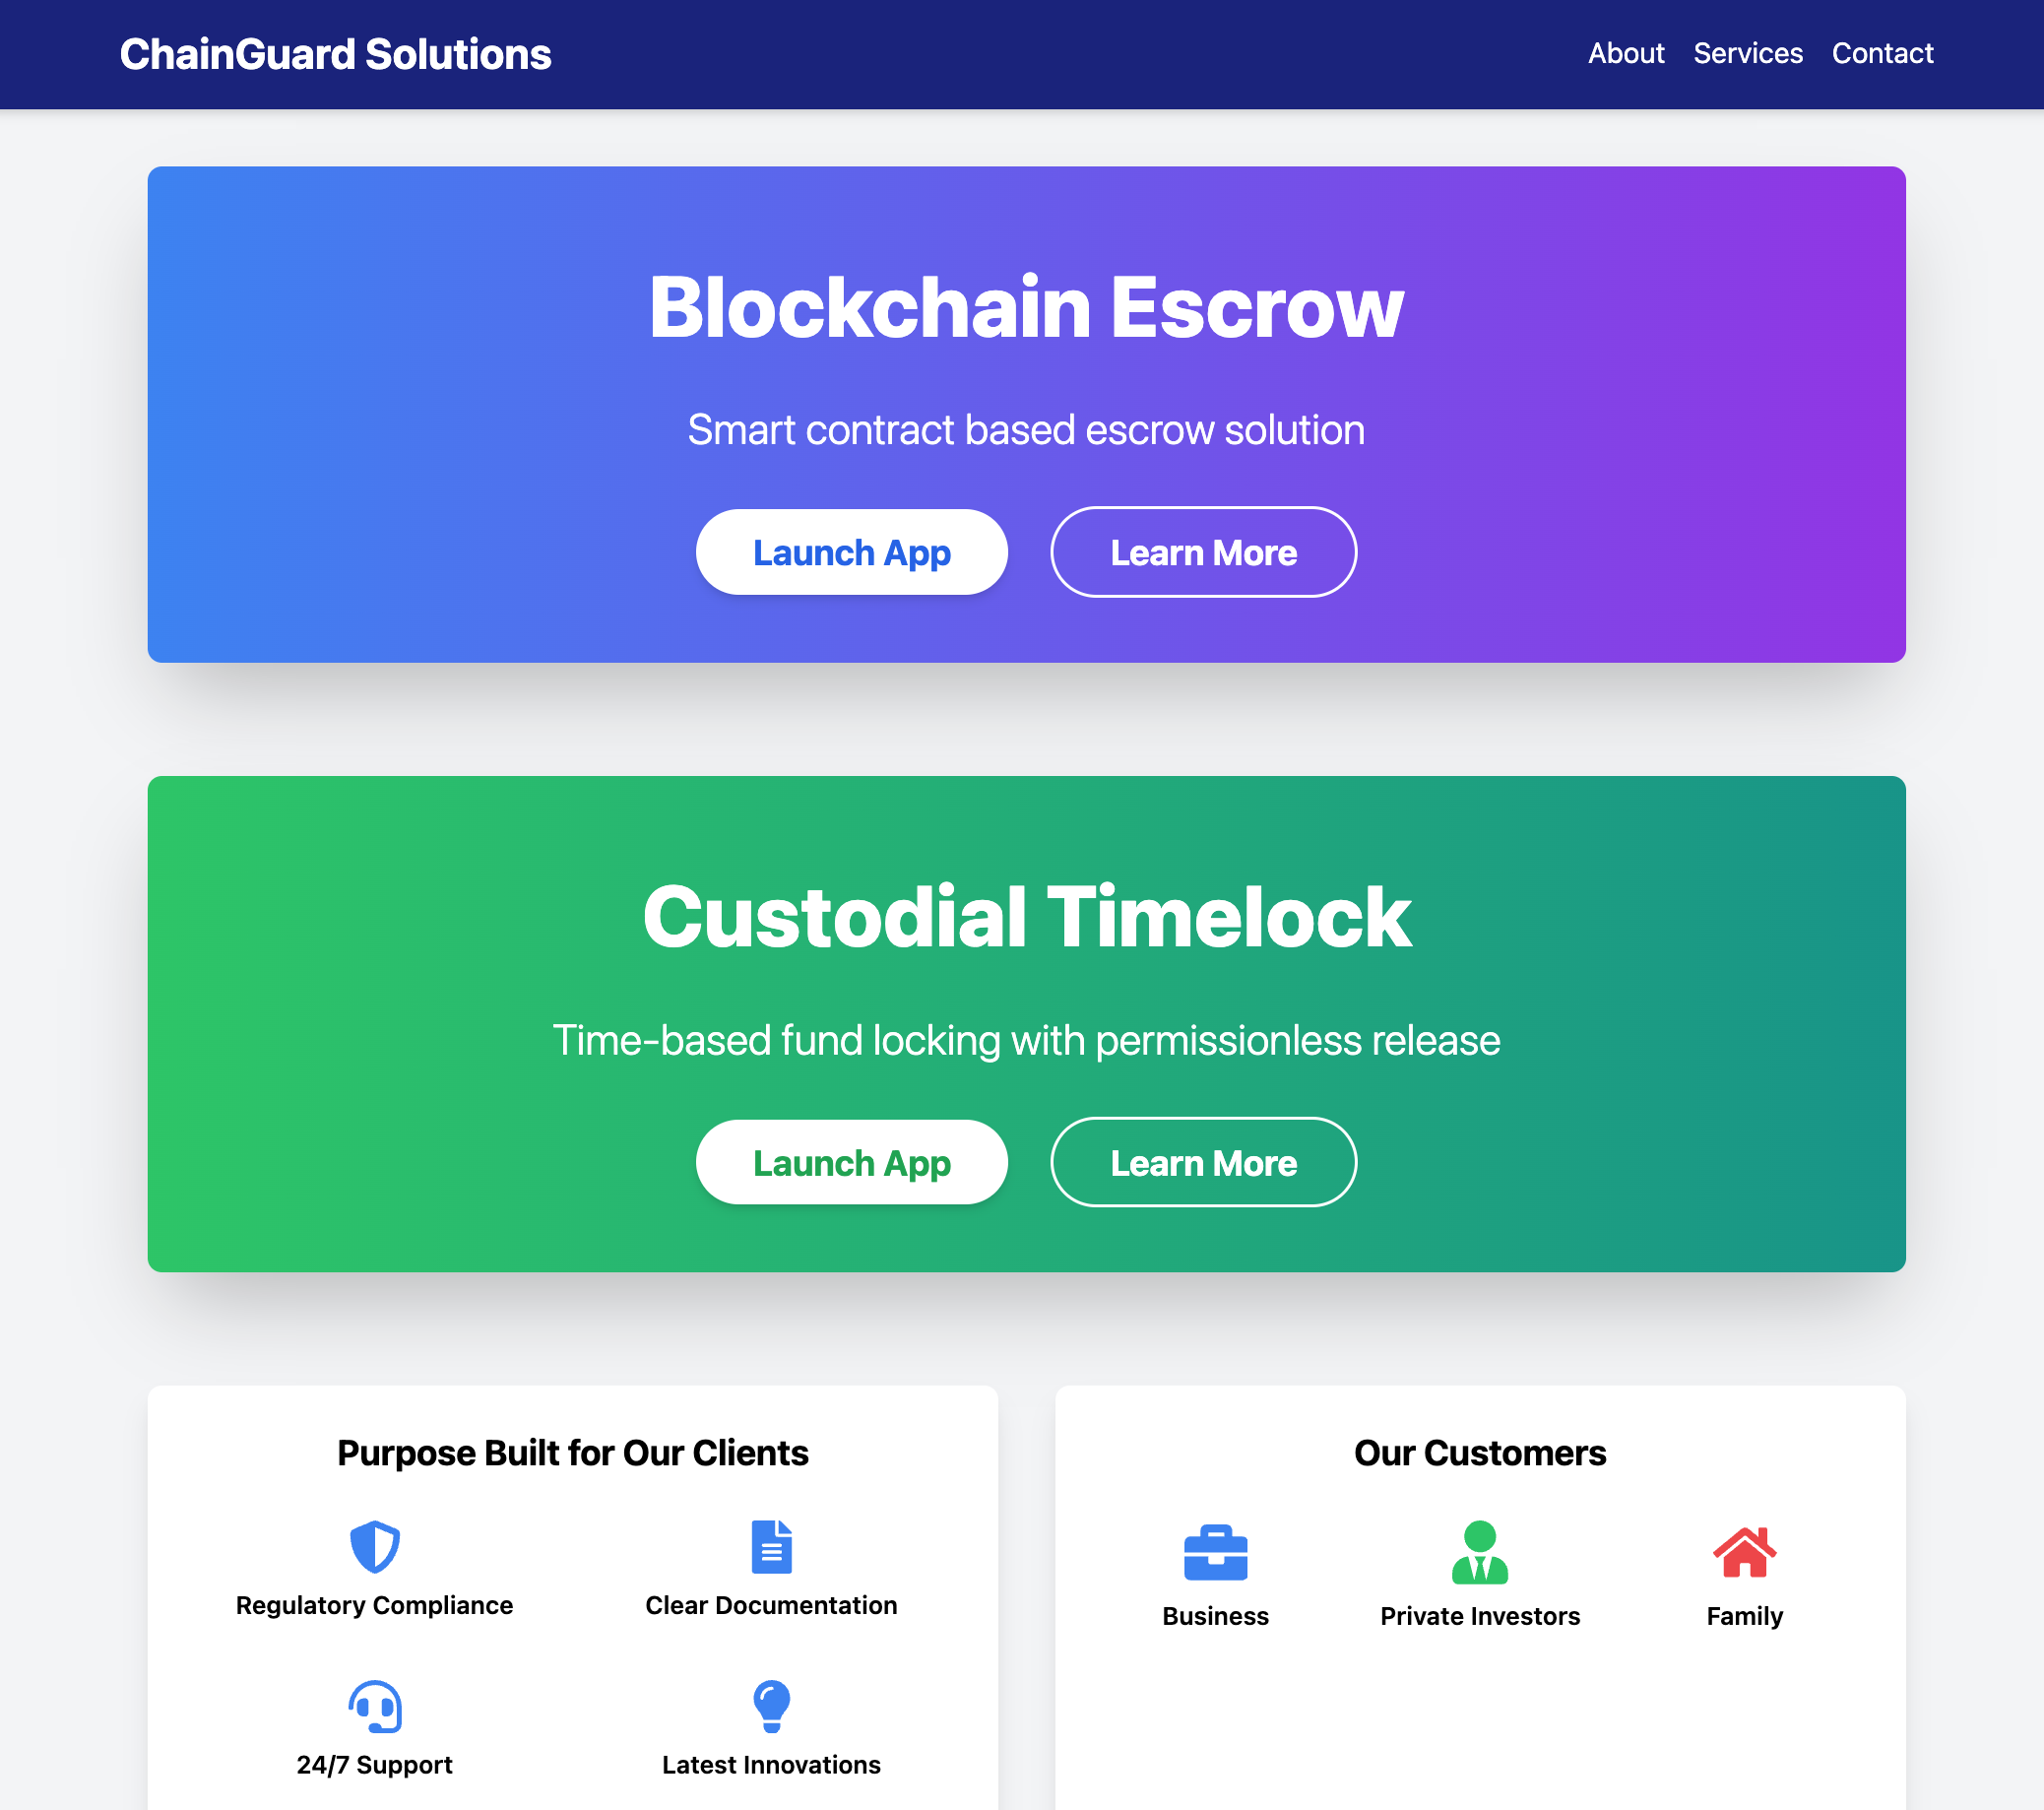 ChainGuard Solutions
About Services Contact
Blockchain Escrow
Smart contract based escrow solution
Launch App Learn More
Custodial Timelock
Time-based fund locking with permissionless release
Launch App Learn More
Purpose Built for Our Clients
Regulatory Compliance Clear Documentation
24/7 Support Latest Innovations
Our Customers
Business Private Investors Family